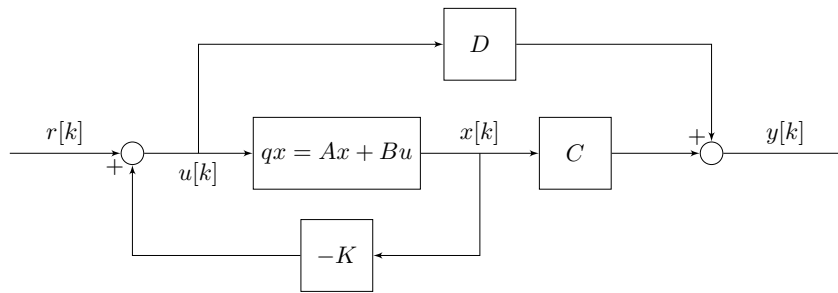 D
r[k]
x[k]
y[k]
+
qx = Ax + Bu
C
+
u[k]
−K